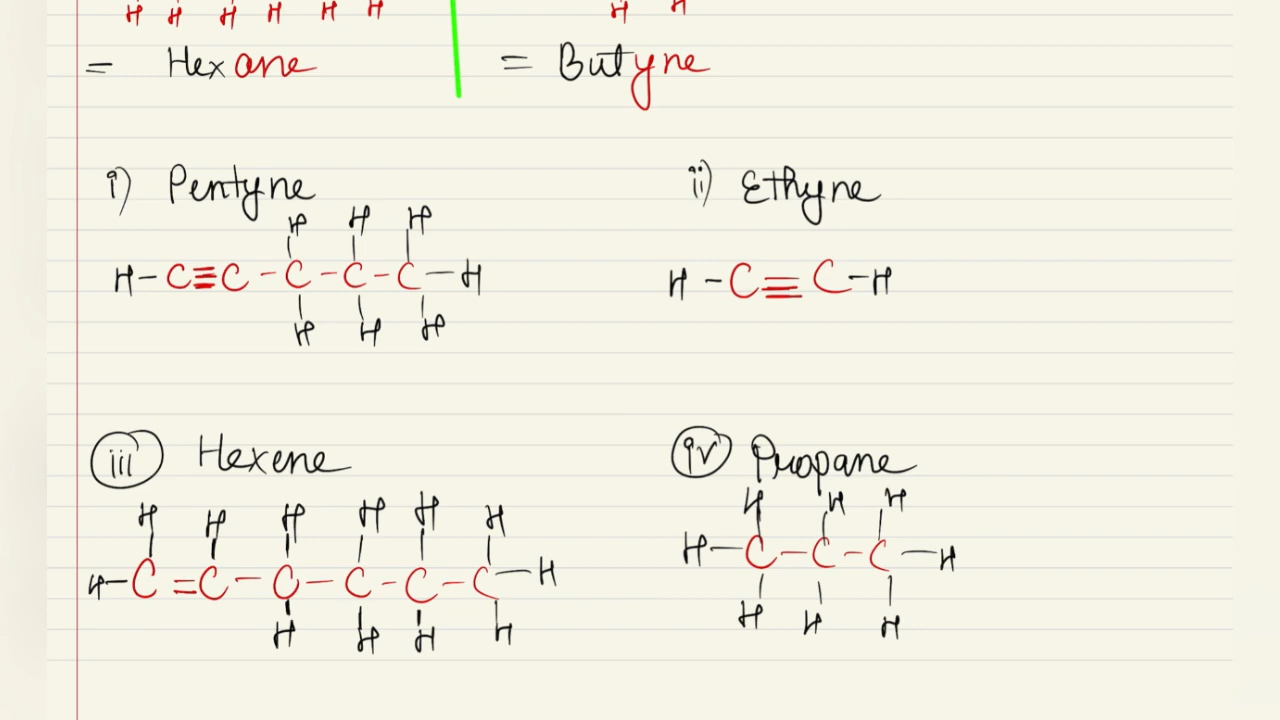 H H H H H H H H
= Hexane = Butyne
i) Pentyne ii) Ethyne
H H H
H-C≡C-C-C-C-H H-C≡C-H
H H H
iii Hexene iv) Propane
H H H H H H H H H
H-C=C-C-C-C-C-H H-C-C-C-H
H H H H H H H